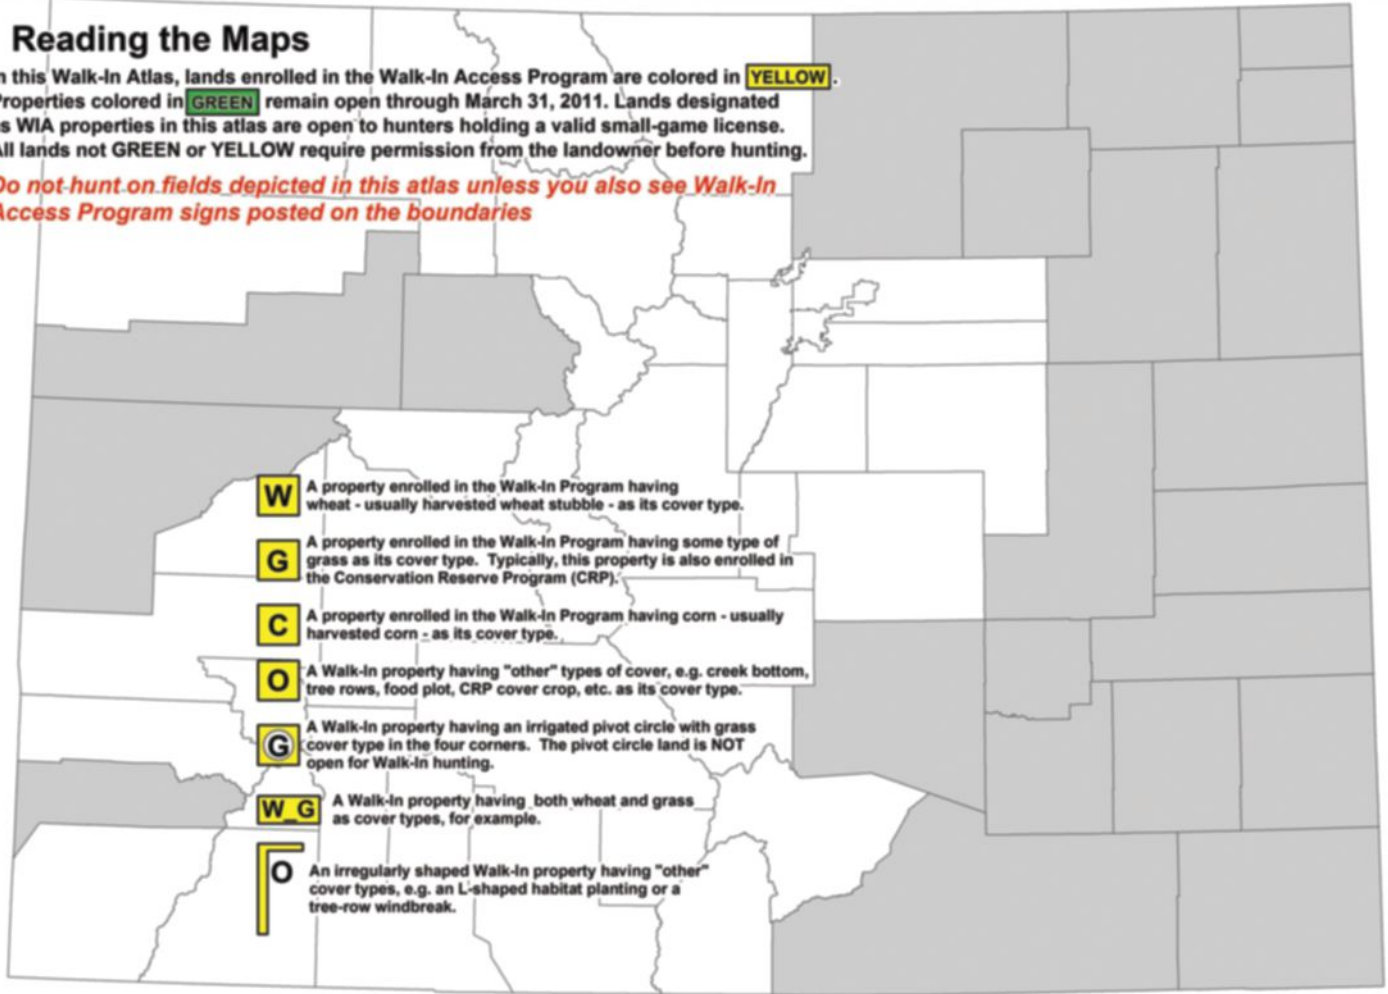 Reading the Maps
n this Walk-In Atlas, lands enrolled in the Walk-In Access Program are colored in YELLOW.
Properties colored in GREEN remain open through March 31, 2011. Lands designated
s WIA properties in this atlas are open to hunters holding a valid small-game license.
All lands not GREEN or YELLOW require permission from the landowner before hunting.
Do not hunt on fields depicted in this atlas unless you also see Walk-In
Access Program signs posted on the boundaries
W A property enrolled in the Walk-In Program having
wheat - usually harvested wheat stubble - as its cover type.
G A property enrolled in the Walk-In Program having some type of
grass as its cover type. Typically, this property is also enrolled in
the Conservation Reserve Program (CRP).
C A property enrolled in the Walk-In Program having corn - usually
harvested corn - as its cover type.
O A Walk-In property having "other" types of cover, e.g. creek bottom,
tree rows, food plot, CRP cover crop, etc. as its cover type.
G A Walk-In property having an irrigated pivot circle with grass
cover type in the four corners. The pivot circle land is NOT
open for Walk-In hunting.
W_G A Walk-In property having both wheat and grass
as cover types, for example.
O An irregularly shaped Walk-In property having "other"
cover types, e.g. an L-shaped habitat planting or a
tree-row windbreak.